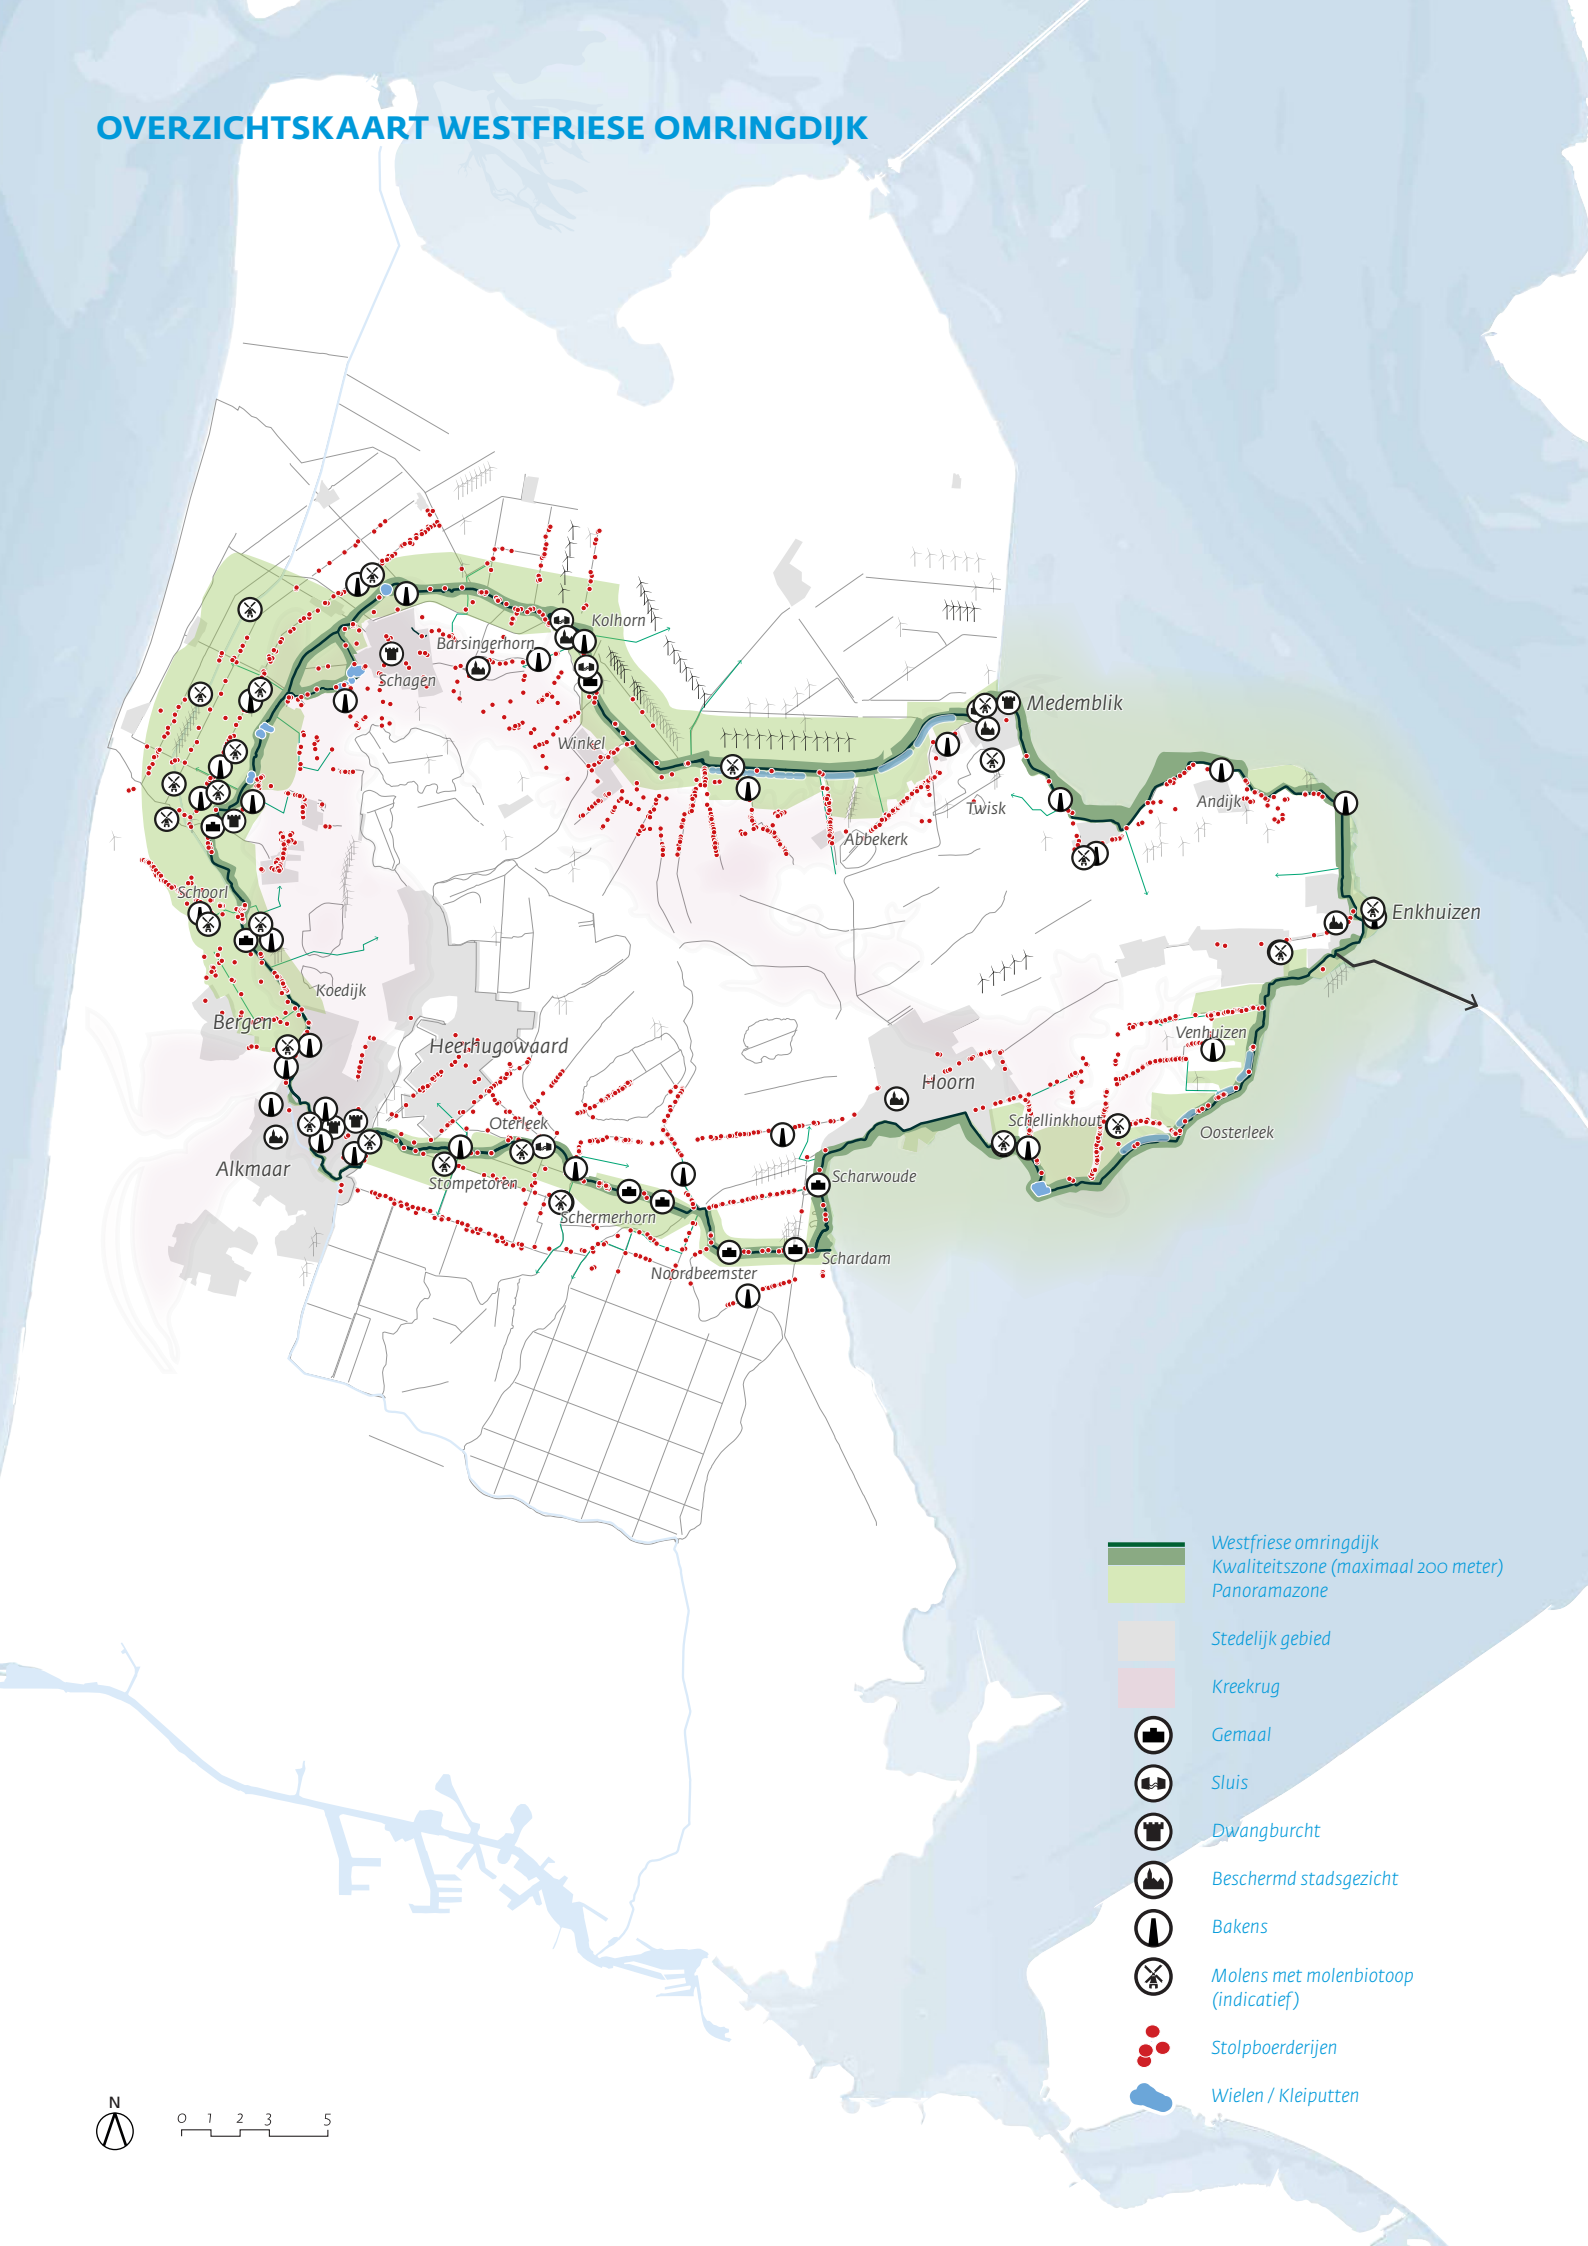 OVERZICHTSKAART WESTFRIESE OMRINGDIJK
Kolhorn
Barsingerhorn
Schagen
Medemblik
Winkel
Twisk
Andijk
Abbekerk
Schoorl
Enkhuizen
Koedijk
Bergen
Venhuizen
Heerhugowaard
Hoorn
Oterleek
Schellinkhout
Oosterleek
Alkmaar
Stompetoren
Scharwoude
Schermerhorn
Schardam
Noordbeemster
Westfriese omringdijk
Kwaliteitszone (maximaal 200 meter)
Panoramazone
Stedelijk gebied
Kreekrug
Gemaal
Sluis
Dwangburcht
Beschermd stadsgezicht
Bakens
Molens met molenbiotoop
(indicatief)
Stolpboerderijen
Wielen / Kleiputten
N
0 1 2 3 5